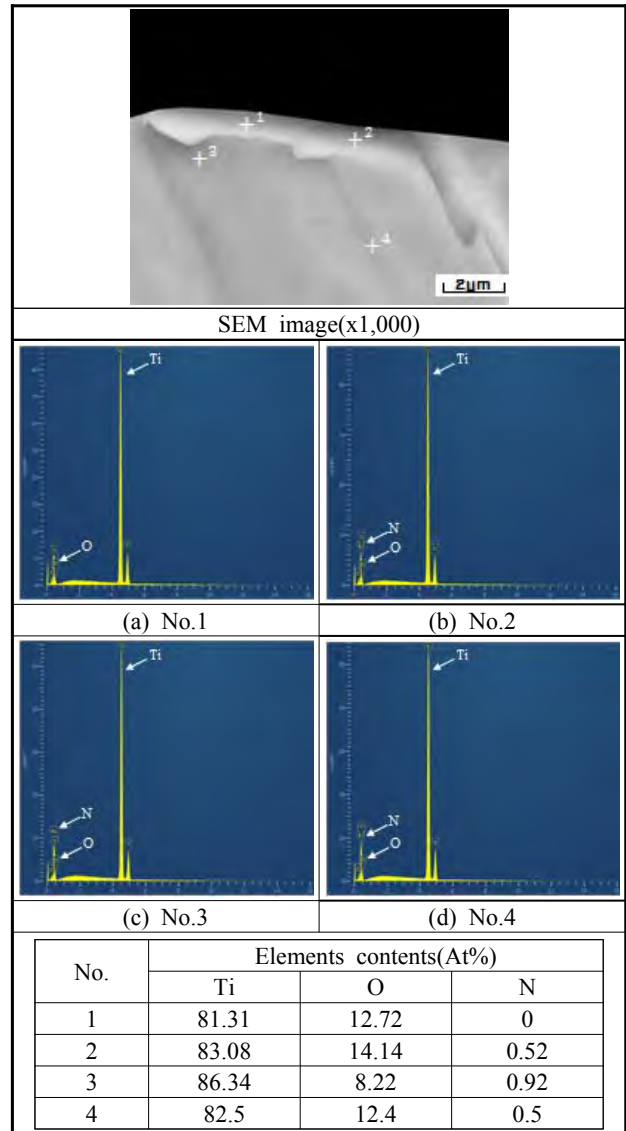 1
2
3
4
2μm
SEM image(x1,000)
Ti
O
Ti
N
O
(a) No.1
(b) No.2
Ti
N
O
Ti
N
O
(c) No.3
(d) No.4
No.
Elements contents(At%)
Ti O N
1 81.31 12.72 0
2 83.08 14.14 0.52
3 86.34 8.22 0.92
4 82.5 12.4 0.5